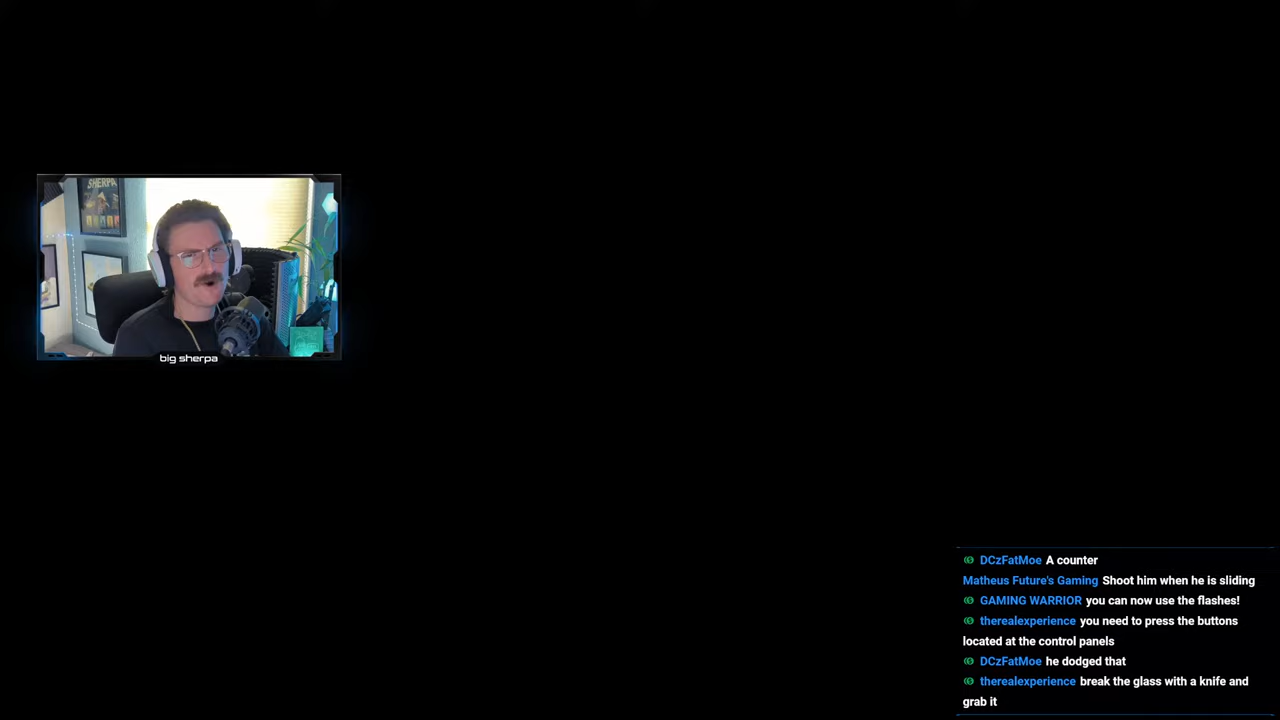 SHERPA
big sherpa
DCzFatMoe A counter
Matheus Future's Gaming Shoot him when he is sliding
GAMING WARRIOR you can now use the flashes!
therealexperience you need to press the buttons
located at the control panels
DCzFatMoe he dodged that
therealexperience break the glass with a knife and
grab it